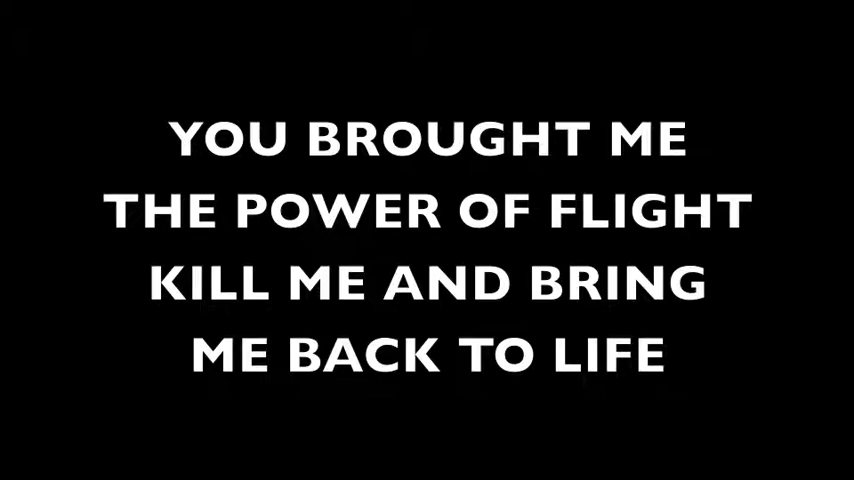 YOU BROUGHT ME
THE POWER OF FLIGHT
KILL ME AND BRING
ME BACK TO LIFE